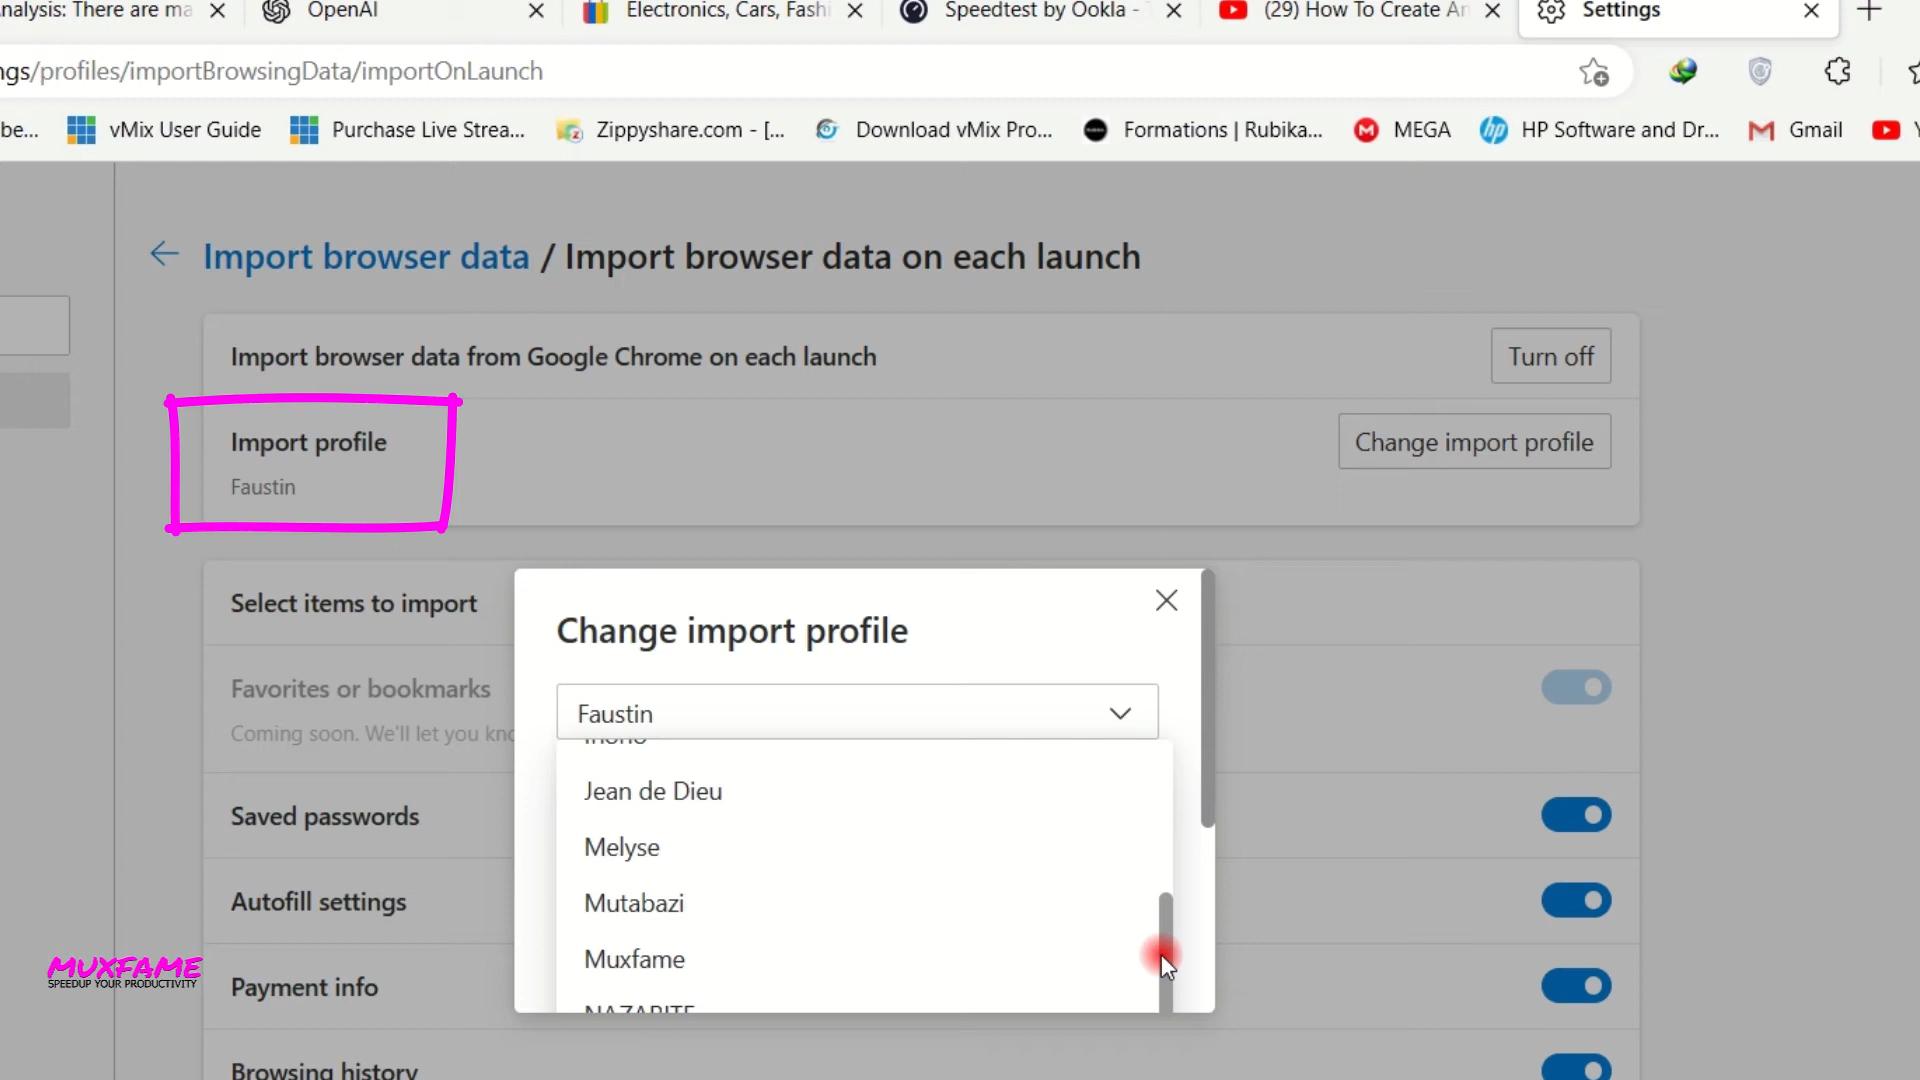 nalysis: There are ma
OpenAI
Electronics, Cars, Fashi
Speedtest by Ookla -
(29) How To Create An
Settings
ngs/profiles/importBrowsingData/importOnLaunch
be...
vMix User Guide
Purchase Live Strea...
Zippyshare.com - [...
Download vMix Pro...
Formations | Rubika...
MEGA
HP Software and Dr...
Gmail
Import browser data / Import browser data on each launch
Import browser data from Google Chrome on each launch
Turn off
Import profile
Faustin
Change import profile
Select items to import
Favorites or bookmarks
Coming soon. We'll let you kno
Saved passwords
Autofill settings
Payment info
Browsing history
Change import profile
Faustin
Jean de Dieu
Melyse
Mutabazi
Muxfame
NAZARITE
MUXFAME
SPEEDUP YOUR PRODUCTIVITY